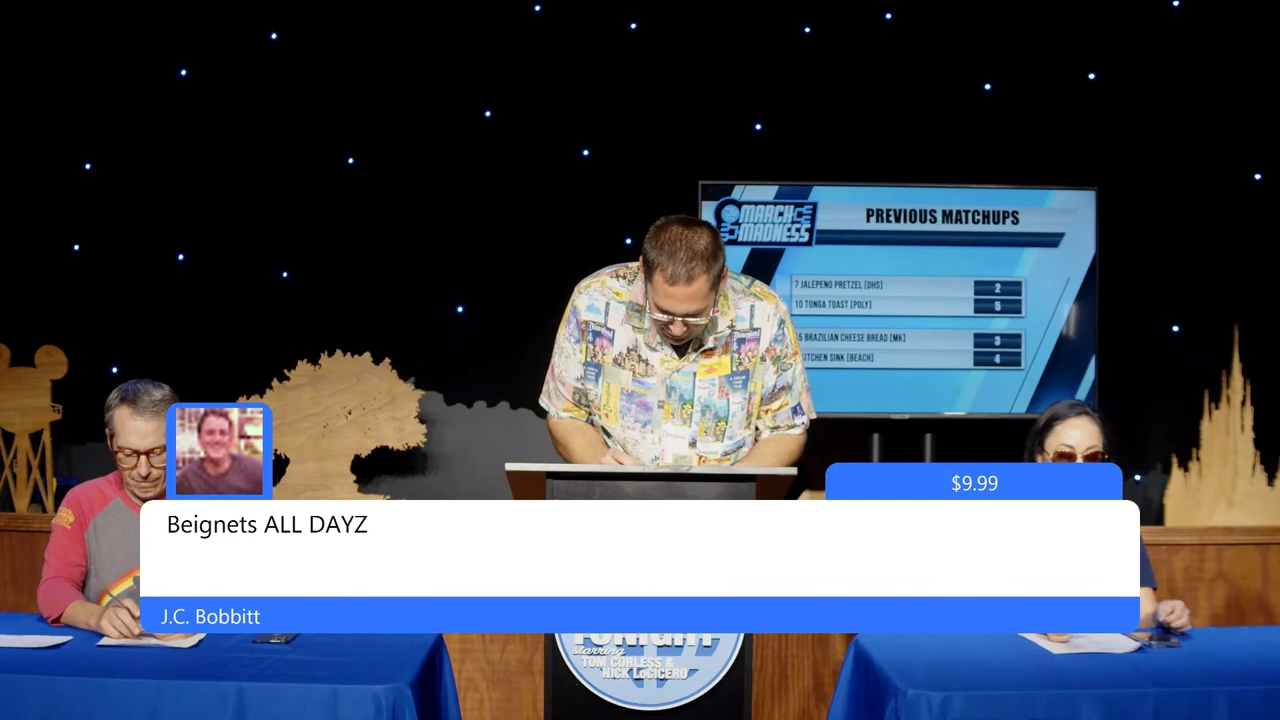 MARCH
MADNESS
PREVIOUS MATCHUPS
7 JALEPENO PRETZEL [DHS] 2
10 TONGA TOAST [POLY] 5
5 BRAZILIAN CHEESE BREAD [MK] 3
KITCHEN SINK [BEACH] 4
$9.99
Beignets ALL DAYZ
J.C. Bobbitt
TONIGHT
starring
TOM CORLESS &
NICK LoCICERO